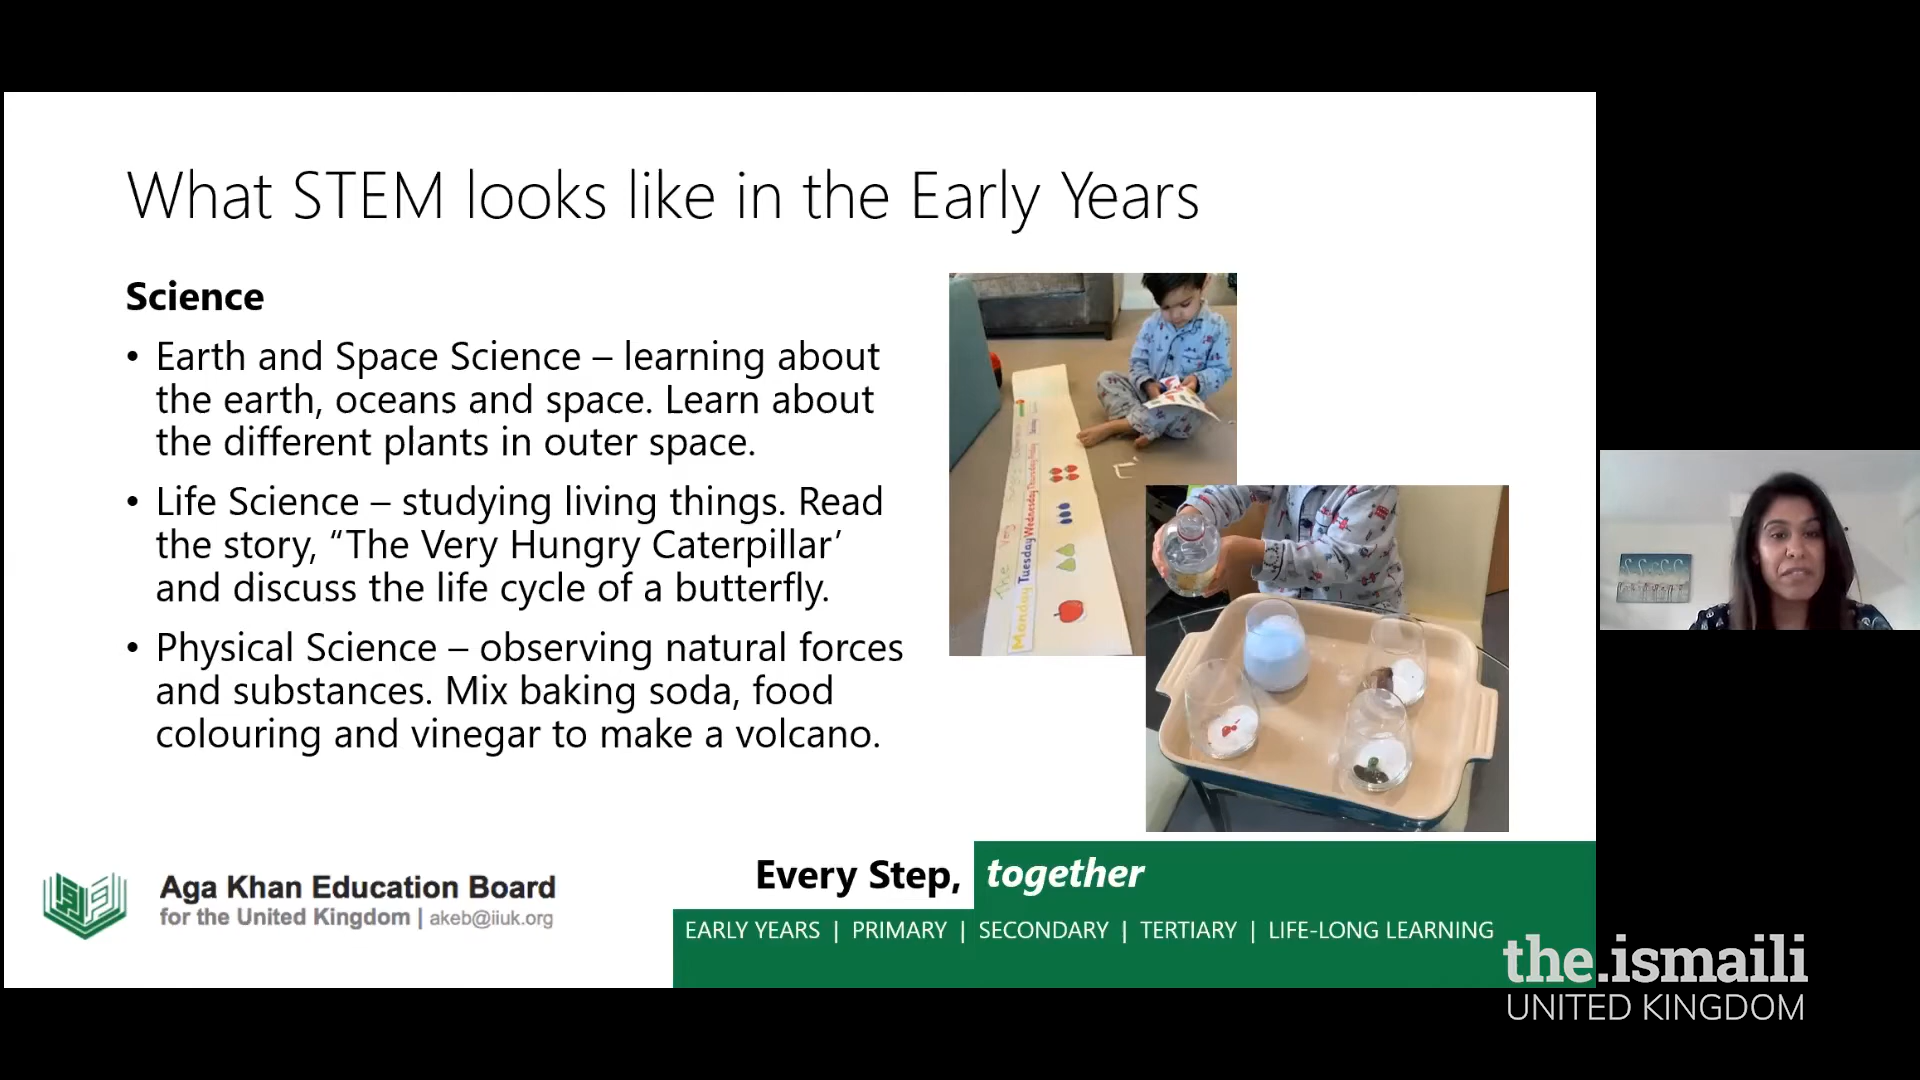 What STEM looks like in the Early Years
Science
• Earth and Space Science – learning about
the earth, oceans and space. Learn about
the different plants in outer space.
• Life Science – studying living things. Read
the story, “The Very Hungry Caterpillar’
and discuss the life cycle of a butterfly.
• Physical Science – observing natural forces
and substances. Mix baking soda, food
colouring and vinegar to make a volcano.
The Very
Monday Tuesday Wednesday Thursday
Aga Khan Education Board
for the United Kingdom | akeb@iiuk.org
Every Step, together
EARLY YEARS | PRIMARY | SECONDARY | TERTIARY | LIFE-LONG LEARNING
the.ismaili
UNITED KINGDOM